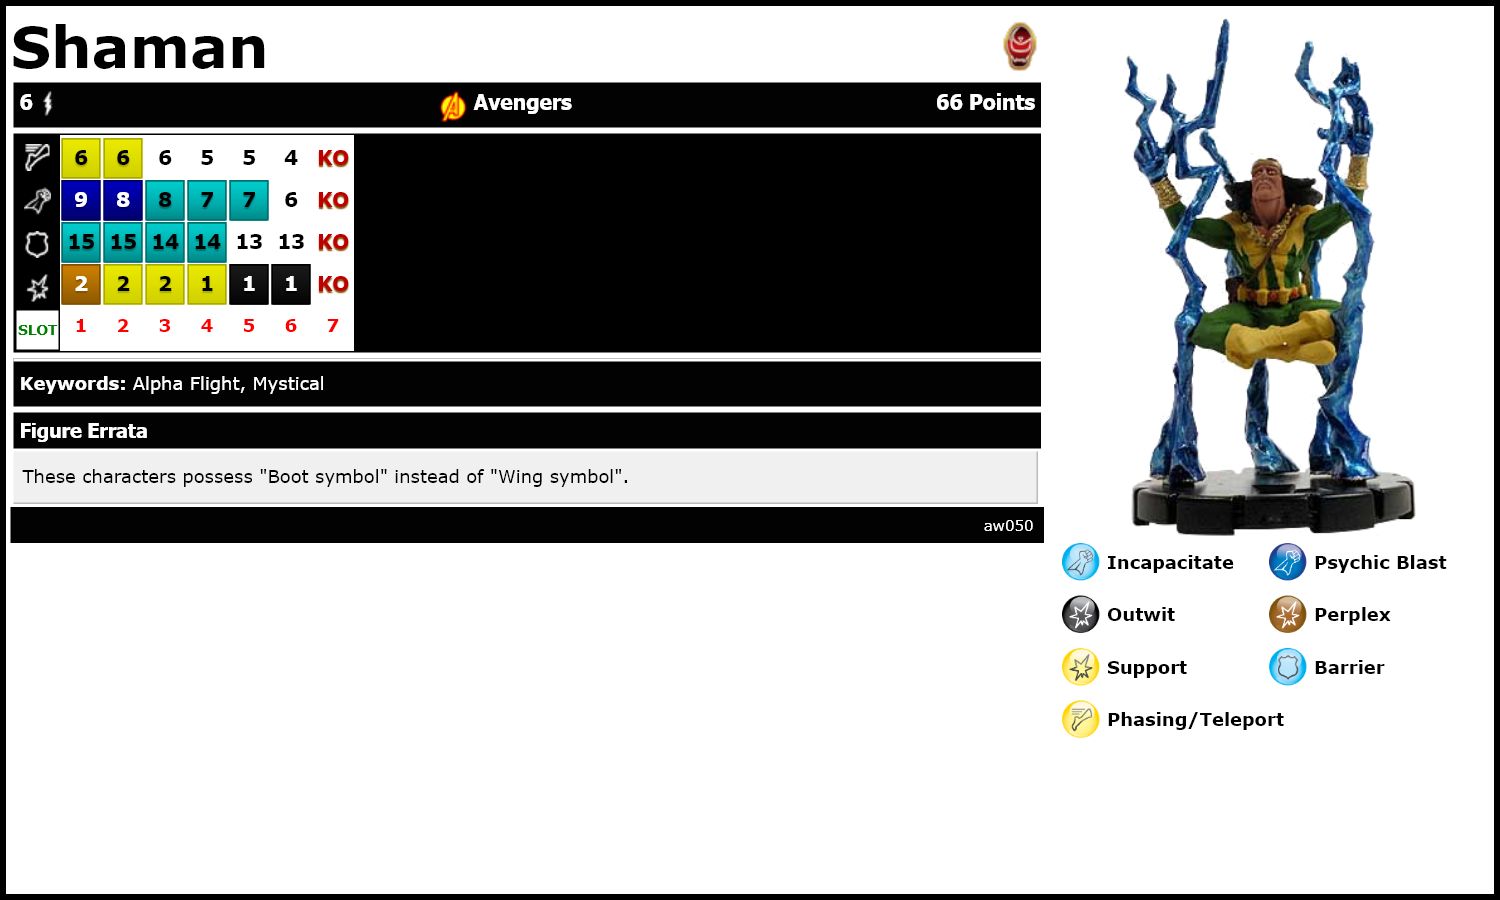 Shaman
6 Avengers 66 Points
6 6 6 5 5 4 KO
9 8 8 7 7 6 KO
15 15 14 14 13 13 KO
2 2 2 1 1 1 KO
SLOT 1 2 3 4 5 6 7
Keywords: Alpha Flight, Mystical
Figure Errata
These characters possess "Boot symbol" instead of "Wing symbol".
aw050
Incapacitate Psychic Blast
Outwit Perplex
Support Barrier
Phasing/Teleport